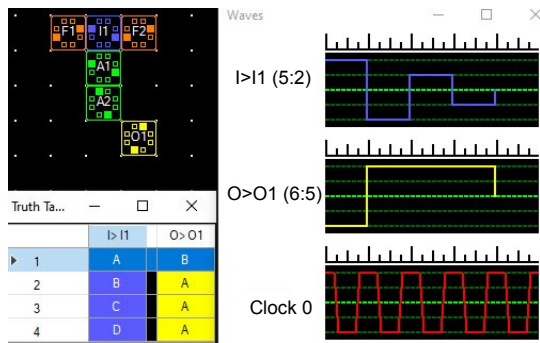 Waves
F1 I1 F2
A1
A2
O1
I>I1 (5:2)
O>O1 (6:5)
Clock 0
Truth Ta...
I> I1 O> O1
1 A B
2 B A
3 C A
4 D A